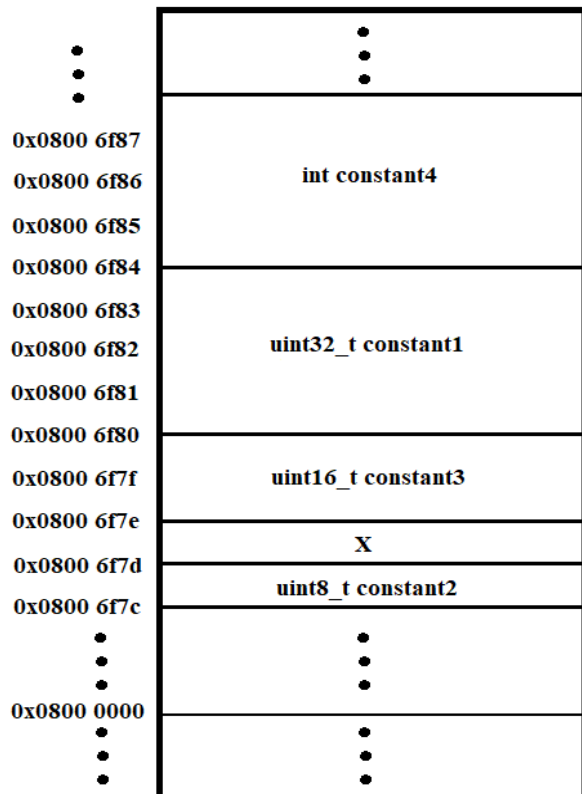 0x0800 6f87
int constant4
0x0800 6f86
0x0800 6f85
0x0800 6f84
0x0800 6f83
uint32_t constant1
0x0800 6f82
0x0800 6f81
0x0800 6f80
uint16_t constant3
0x0800 6f7f
0x0800 6f7e
X
0x0800 6f7d
uint8_t constant2
0x0800 6f7c
0x0800 0000